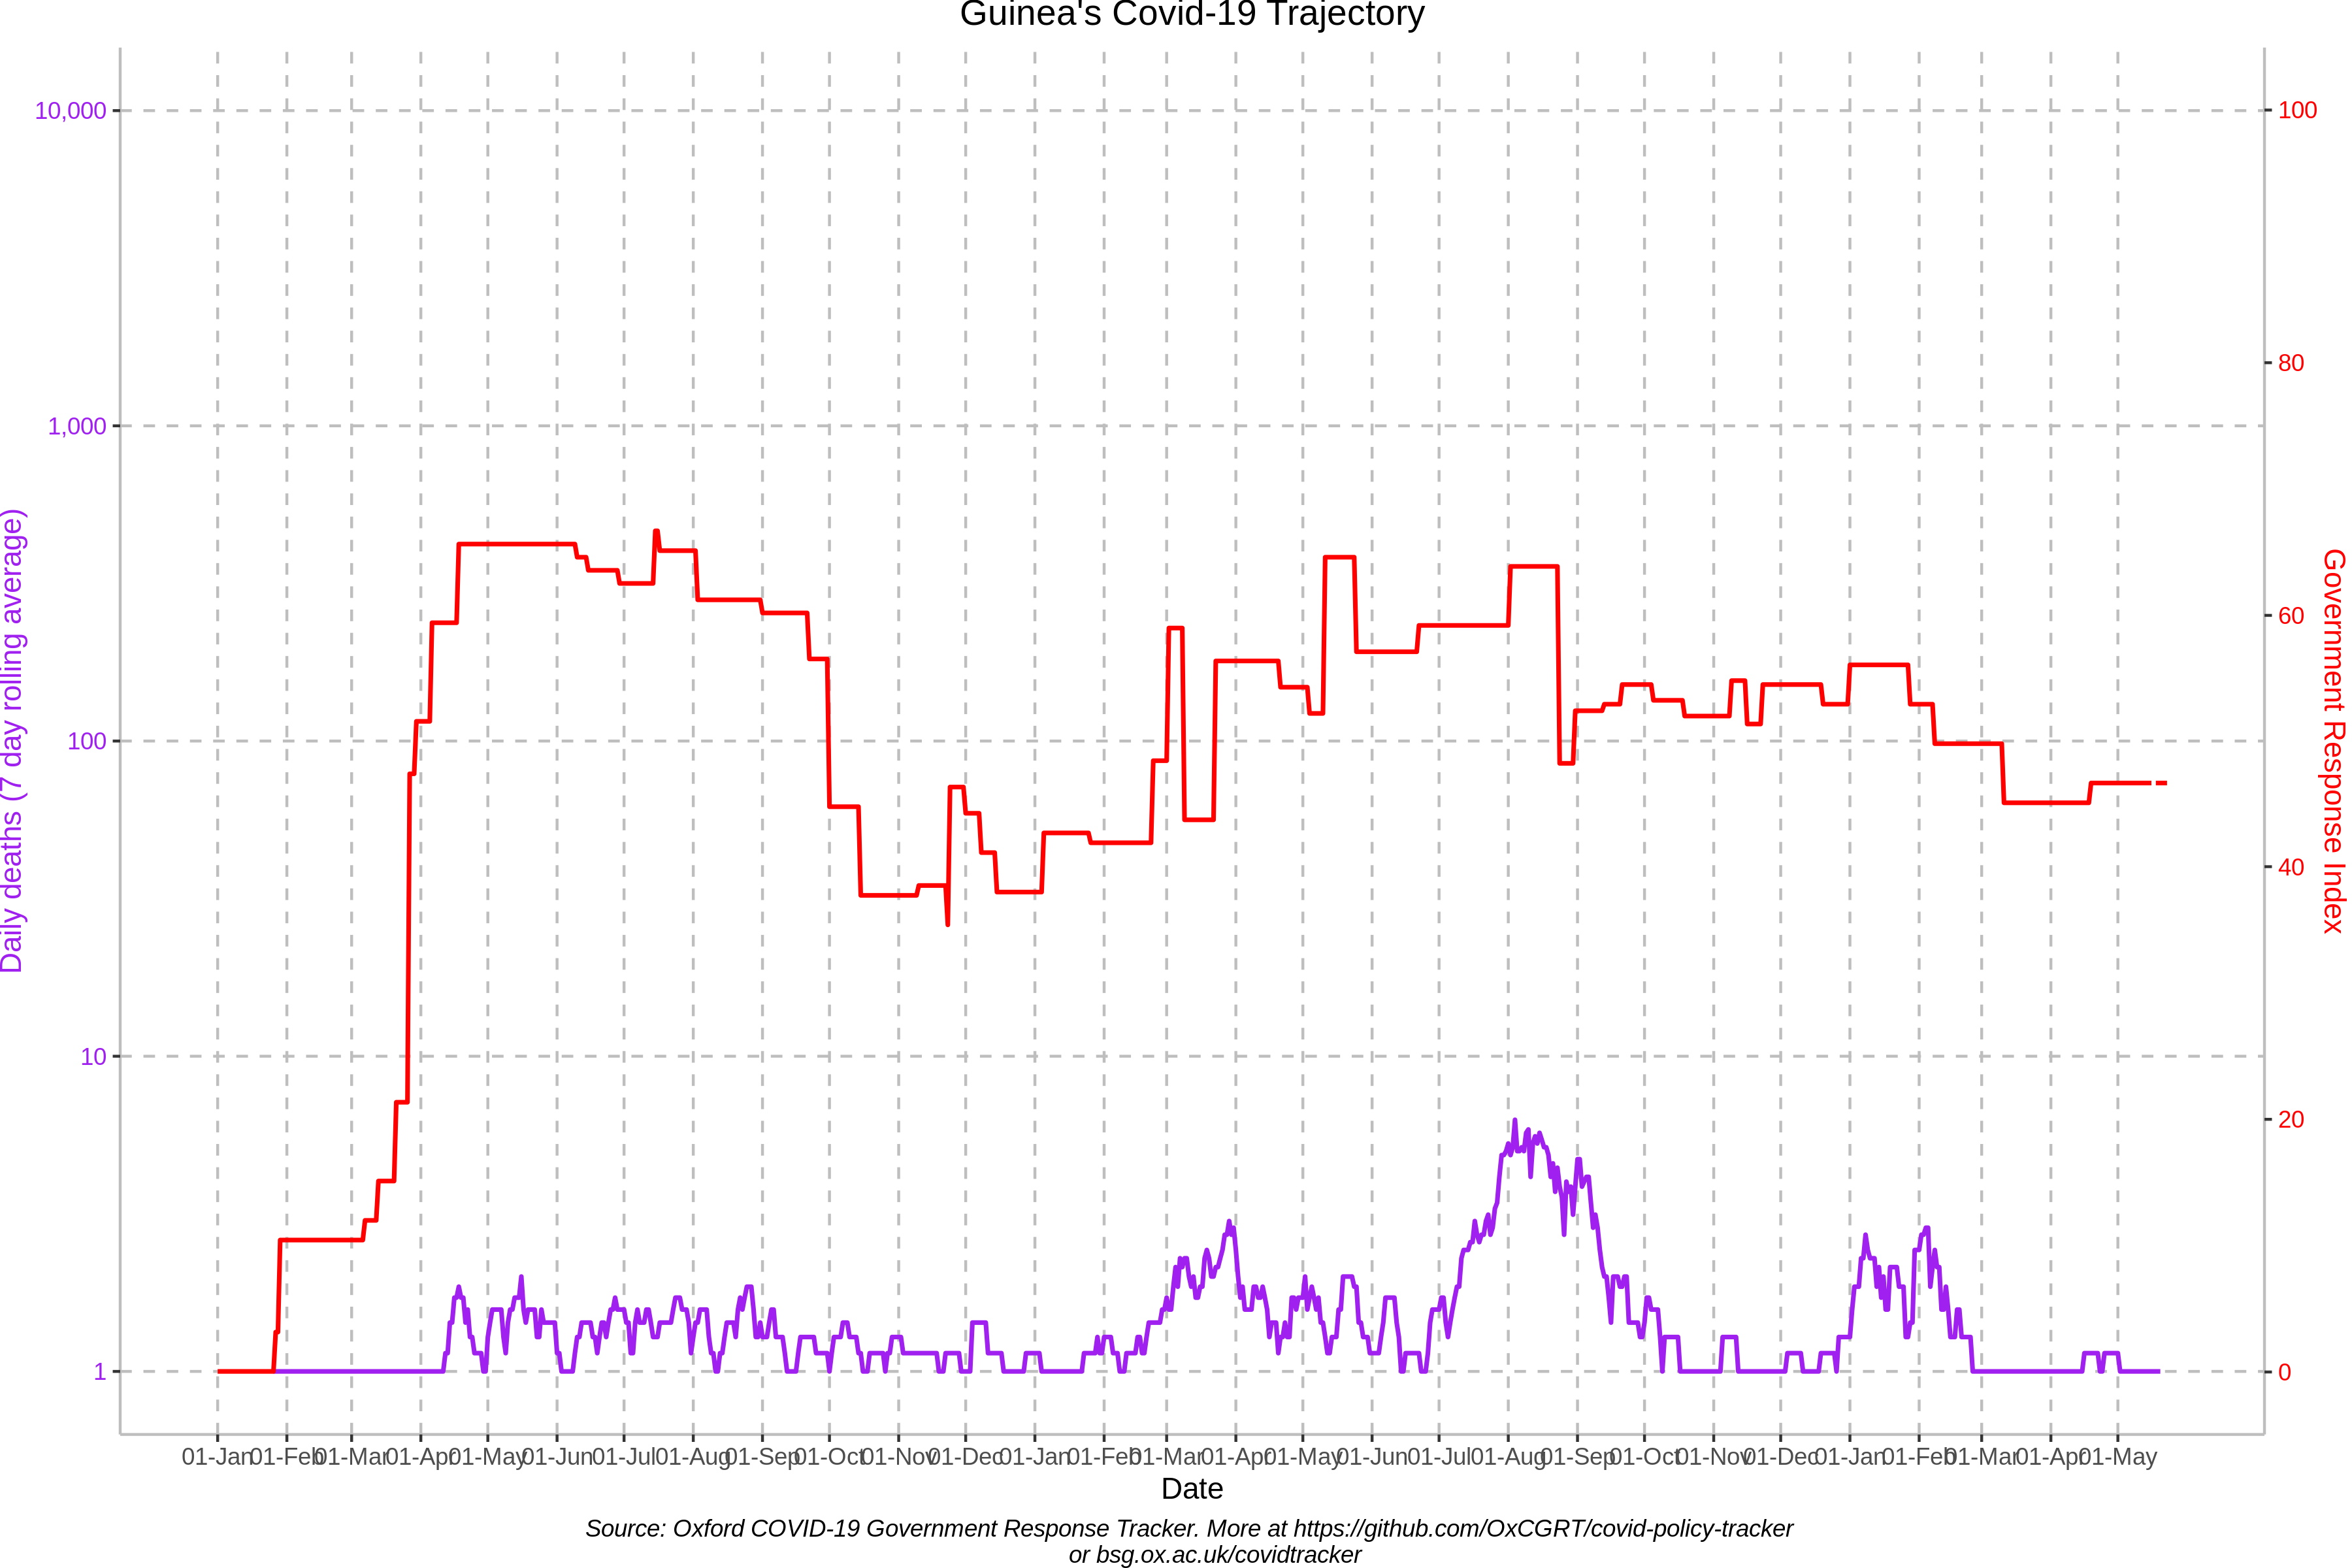 Guinea's Covid-19 Trajectory
10,000
1,000
100
10
1
Daily deaths (7 day rolling average)
100
80
60
40
20
0
Government Response Index
01-Jan 01-Feb 01-Mar 01-Apr 01-May 01-Jun 01-Jul 01-Aug 01-Sep 01-Oct 01-Nov 01-Dec 01-Jan 01-Feb 01-Mar 01-Apr 01-May 01-Jun 01-Jul 01-Aug 01-Sep 01-Oct 01-Nov 01-Dec 01-Jan 01-Feb 01-Mar 01-Apr 01-May
Date
Source: Oxford COVID-19 Government Response Tracker. More at https://github.com/OxCGRT/covid-policy-tracker
or bsg.ox.ac.uk/covidtracker